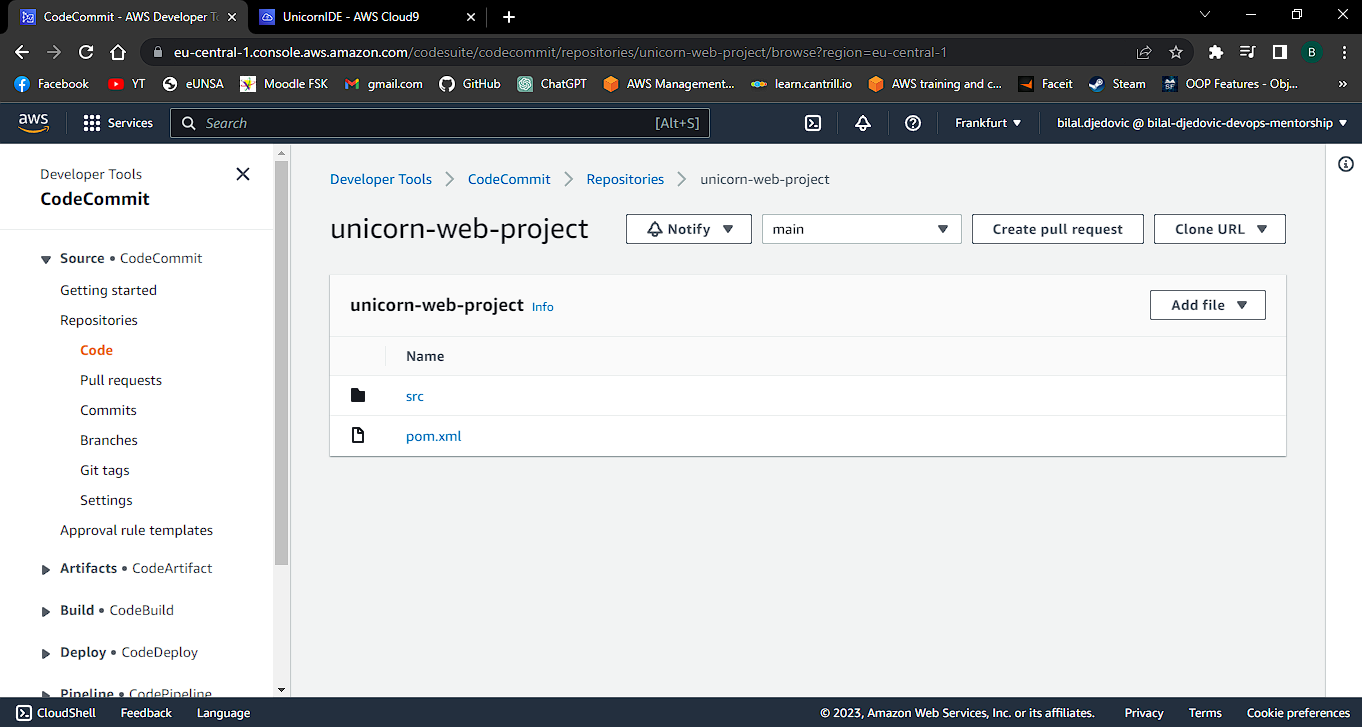 CodeCommit - AWS Developer To
UnicornIDE - AWS Cloud9
eu-central-1.console.aws.amazon.com/codesuite/codecommit/repositories/unicorn-web-project/browse?region=eu-central-1
B
Facebook
YT
eUNSA
Moodle FSK
gmail.com
GitHub
ChatGPT
AWS Management...
learn.cantrill.io
AWS training and c...
Faceit
Steam
OOP Features - Obj...
»
aws
Services
Search
[Alt+S]
Frankfurt
bilal.djedovic @ bilal-djedovic-devops-mentorship
Developer Tools
CodeCommit
Source • CodeCommit
Getting started
Repositories
Code
Pull requests
Commits
Branches
Git tags
Settings
Approval rule templates
Artifacts • CodeArtifact
Build • CodeBuild
Deploy • CodeDeploy
Pipeline • CodePipeline
Developer Tools
CodeCommit
Repositories
unicorn-web-project
unicorn-web-project
Notify
main
Create pull request
Clone URL
unicorn-web-project Info
Add file
Name
src
pom.xml
CloudShell
Feedback
Language
© 2023, Amazon Web Services, Inc. or its affiliates.
Privacy
Terms
Cookie preferences